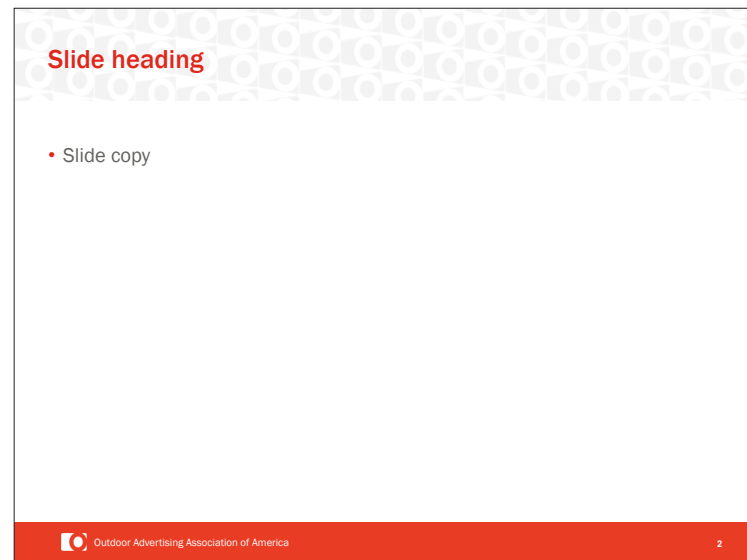 Slide heading
• Slide copy
Outdoor Advertising Association of America
2